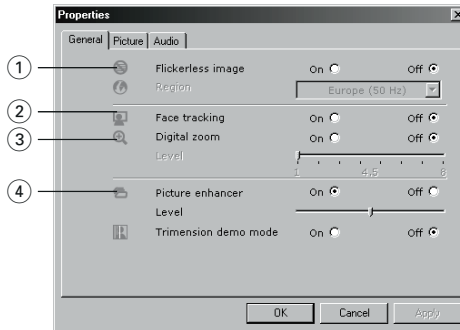 Properties
General Picture Audio
1 Flickerless image On Off
Region Europe (50 Hz)
2 Face tracking On Off
3 Digital zoom On Off
Level
1 4,5 8
4 Picture enhancer On Off
Level
Trimension demo mode On Off
OK Cancel Apply